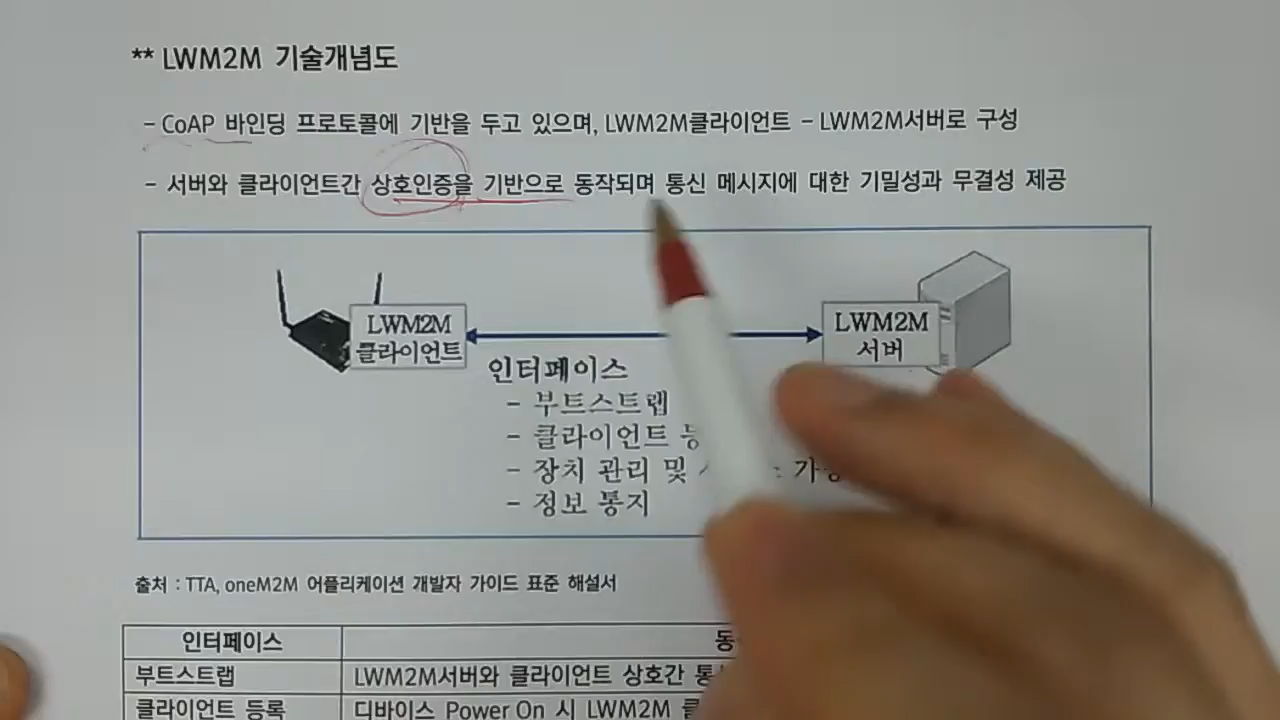 ** LWM2M 기술개념도
- CoAP 바인딩 프로토콜에 기반을 두고 있으며, LWM2M클라이언트 - LWM2M서버로 구성
- 서버와 클라이언트간 상호인증을 기반으로 동작되며 통신 메시지에 대한 기밀성과 무결성 제공
LWM2M
클라이언트
LWM2M
서버
인터페이스
- 부트스트랩
- 클라이언트
- 장치 관리 및
- 정보 통지
출처 : TTA, oneM2M 어플리케이션 개발자 가이드 표준 해설서
인터페이스
부트스트랩 LWM2M서버와 클라이언트 상호간
클라이언트 등록 디바이스 Power On 시 LWM2M